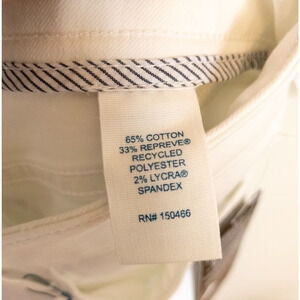 65% COTTON
33% REPREVE®
RECYCLED
POLYESTER
2% LYCRA®
SPANDEX
RN# 150466